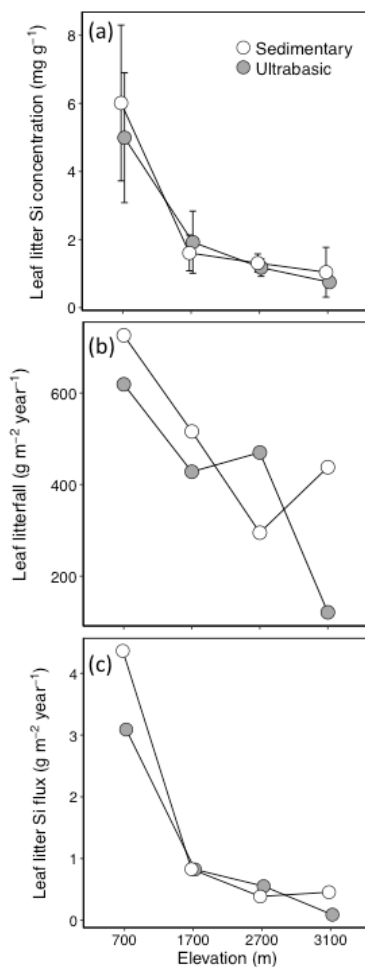 (a)
Sedimentary
Ultrabasic
Leaf litter Si concentration (mg g⁻¹)
8
6
4
2
0
(b)
Leaf litterfall (g m⁻² year⁻¹)
600
400
200
(c)
Leaf litter Si flux (g m⁻² year⁻¹)
4
3
2
1
0
700 1700 2700 3100
Elevation (m)